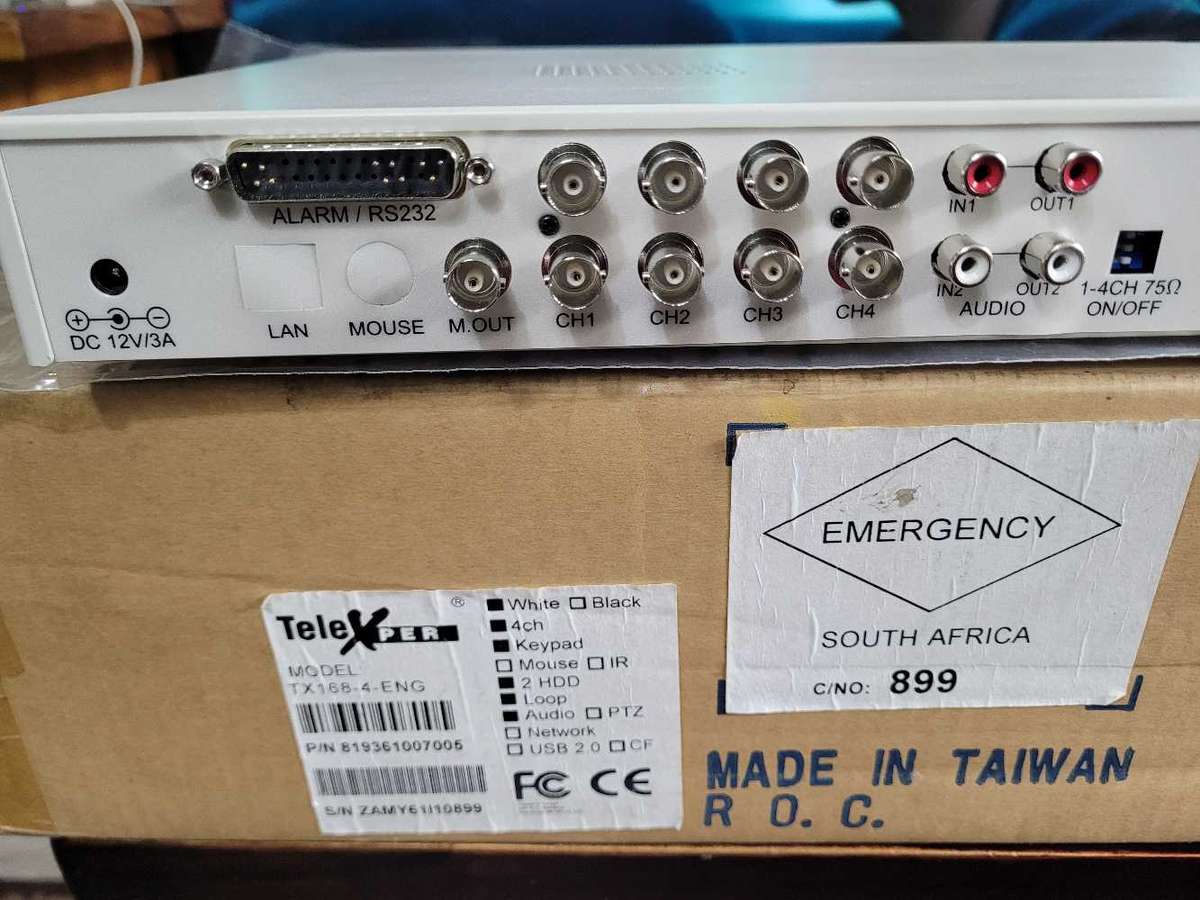 ALARM / RS232
IN1 OUT1
DC 12V/3A
LAN
MOUSE
M.OUT
CH1
CH2
CH3
CH4
IN2 OUT2
AUDIO
1-4CH 75Ω
ON/OFF
EMERGENCY
SOUTH AFRICA
C/NO: 899
TeleXPER ®
MODEL
TX168-4-ENG
P/N 819361007005
S/N ZAMY61I10899
White Black
4ch
Keypad
Mouse IR
2 HDD
Loop
Audio PTZ
Network
USB 2.0 CF
FC CE
MADE IN TAIWAN
R O. C.